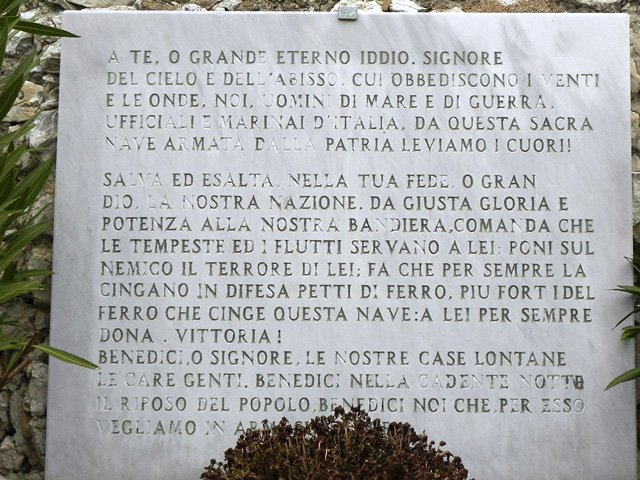 A TE, O GRANDE ETERNO IDDIO. SIGNORE
DEL CIELO E DELL'ABISSO. CUI OBBEDISCONO I VENTI
E LE ONDE, NOI, UOMINI DI MARE E DI GUERRA,
UFFICIALI E MARINAI D'ITALIA, DA QUESTA SACRA
NAVE ARMATA DALLA PATRIA LEVIAMO I CUORI!
SALVA ED ESALTA, NELLA TUA FEDE, O GRAN
DIO, LA NOSTRA NAZIONE. DA GIUSTA GLORIA E
POTENZA ALLA NOSTRA BANDIERA, COMANDA CHE
LE TEMPESTE ED I FLUTTI SERVANO A LEI; PONI SUL
NEMICO IL TERRORE DI LEI; FA CHE PER SEMPRE LA
CINGANO IN DIFESA PETTI DI FERRO, PIU FORTI DEL
FERRO CHE CINGE QUESTA NAVE: A LEI PER SEMPRE
DONA . VITTORIA!
BENEDICI, O SIGNORE, LE NOSTRE CASE LONTANE
LE CARE GENTI. BENEDICI NELLA CADENTE NOTTE
IL RIPOSO DEL POPOLO, BENEDICI NOI CHE, PER ESSO
VEGLIAMO IN